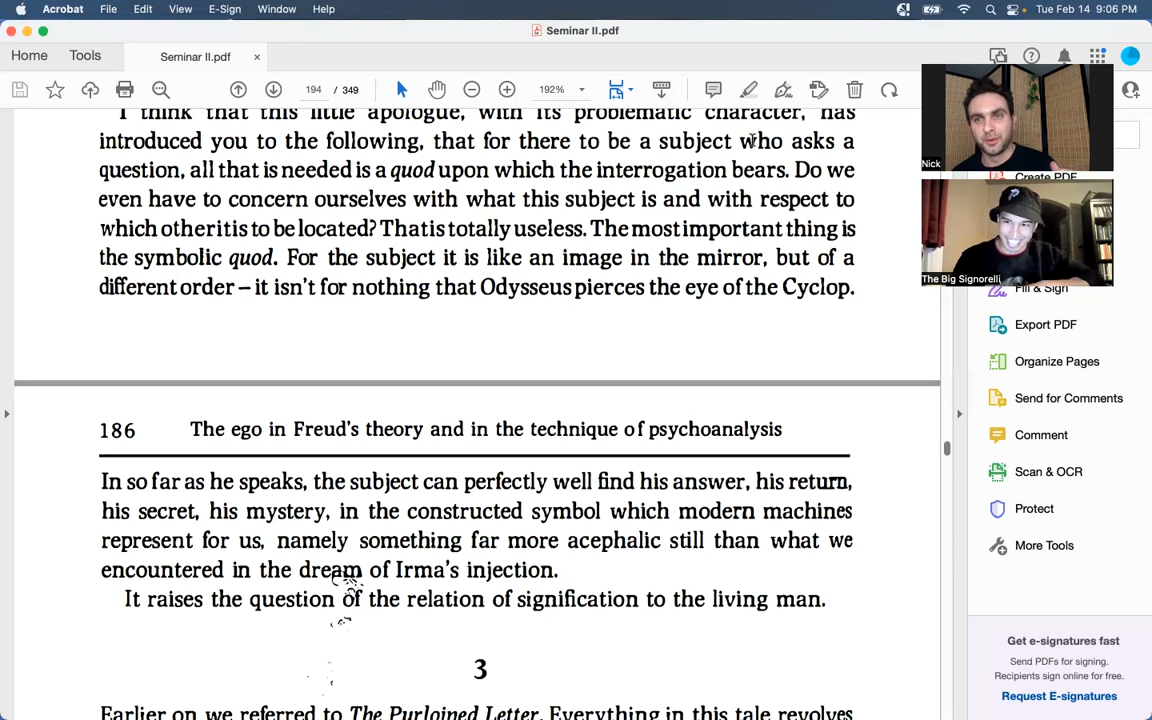 Acrobat File Edit View Window Help Tue Feb 14 9:06 PM
Seminar II.pdf
Home Tools Seminar II.pdf ×
194 / 349 192%
I think that this little apologue, with its problematic character, has
introduced you to the following, that for there to be a subject who asks a
question, all that is needed is a quod upon which the interrogation bears. Do we
even have to concern ourselves with what this subject is and with respect to
which other it is to be located? That is totally useless. The most important thing is
the symbolic quod. For the subject it is like an image in the mirror, but of a
different order – it isn't for nothing that Odysseus pierces the eye of the Cyclop.
186 The ego in Freud's theory and in the technique of psychoanalysis
In so far as he speaks, the subject can perfectly well find his answer, his return,
his secret, his mystery, in the constructed symbol which modern machines
represent for us, namely something far more acephalic still than what we
encountered in the dream of Irma's injection.
It raises the question of the relation of signification to the living man.
3
Earlier on we referred to The Purloined Letter. Everything in this tale revolves
Nick
The Big Signorelli
Create PDF
Fill & Sign
Export PDF
Organize Pages
Send for Comments
Comment
Scan & OCR
Protect
More Tools
Get e-signatures fast
Send PDFs for signing.
Recipients sign online for free.
Request E-signatures